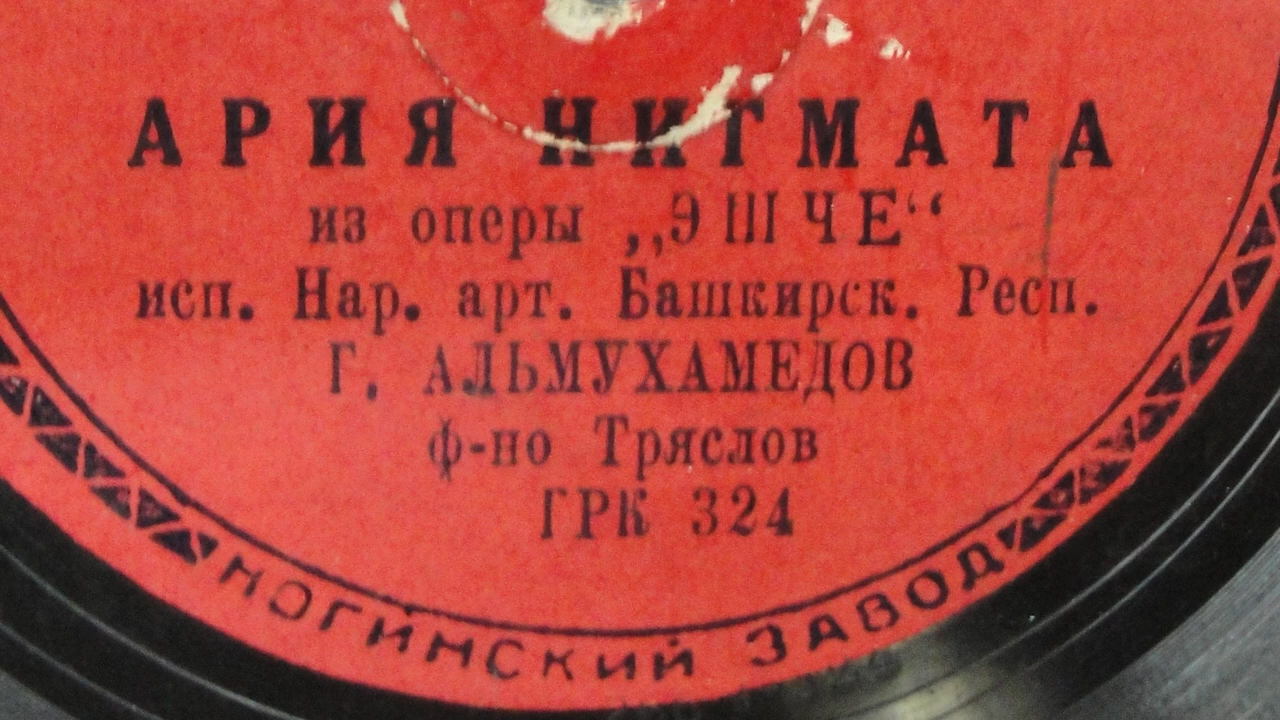 АРИЯ НИГМАТА
из оперы „ЭШЧЕ“
исп. Нар. арт. Башкирск. Респ.
Г. АЛЬМУХАМЕДОВ
ф-но Тряслов
ГРК 324
НОГИНСКИЙ ЗАВОД